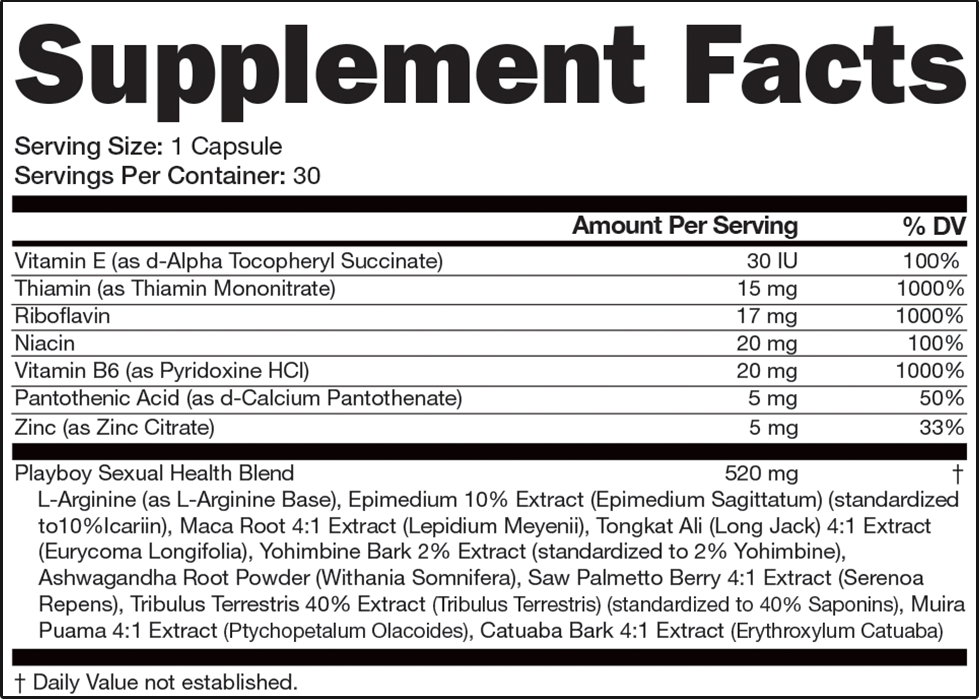 Supplement Facts
Serving Size: 1 Capsule
Servings Per Container: 30
Amount Per Serving % DV
Vitamin E (as d-Alpha Tocopheryl Succinate) 30 IU 100%
Thiamin (as Thiamin Mononitrate) 15 mg 1000%
Riboflavin 17 mg 1000%
Niacin 20 mg 100%
Vitamin B6 (as Pyridoxine HCl) 20 mg 1000%
Pantothenic Acid (as d-Calcium Pantothenate) 5 mg 50%
Zinc (as Zinc Citrate) 5 mg 33%
Playboy Sexual Health Blend 520 mg †
L-Arginine (as L-Arginine Base), Epimedium 10% Extract (Epimedium Sagittatum) (standardized
to10%Icariin), Maca Root 4:1 Extract (Lepidium Meyenii), Tongkat Ali (Long Jack) 4:1 Extract
(Eurycoma Longifolia), Yohimbine Bark 2% Extract (standardized to 2% Yohimbine),
Ashwagandha Root Powder (Withania Somnifera), Saw Palmetto Berry 4:1 Extract (Serenoa
Repens), Tribulus Terrestris 40% Extract (Tribulus Terrestris) (standardized to 40% Saponins), Muira
Puama 4:1 Extract (Ptychopetalum Olacoides), Catuaba Bark 4:1 Extract (Erythroxylum Catuaba)
† Daily Value not established.